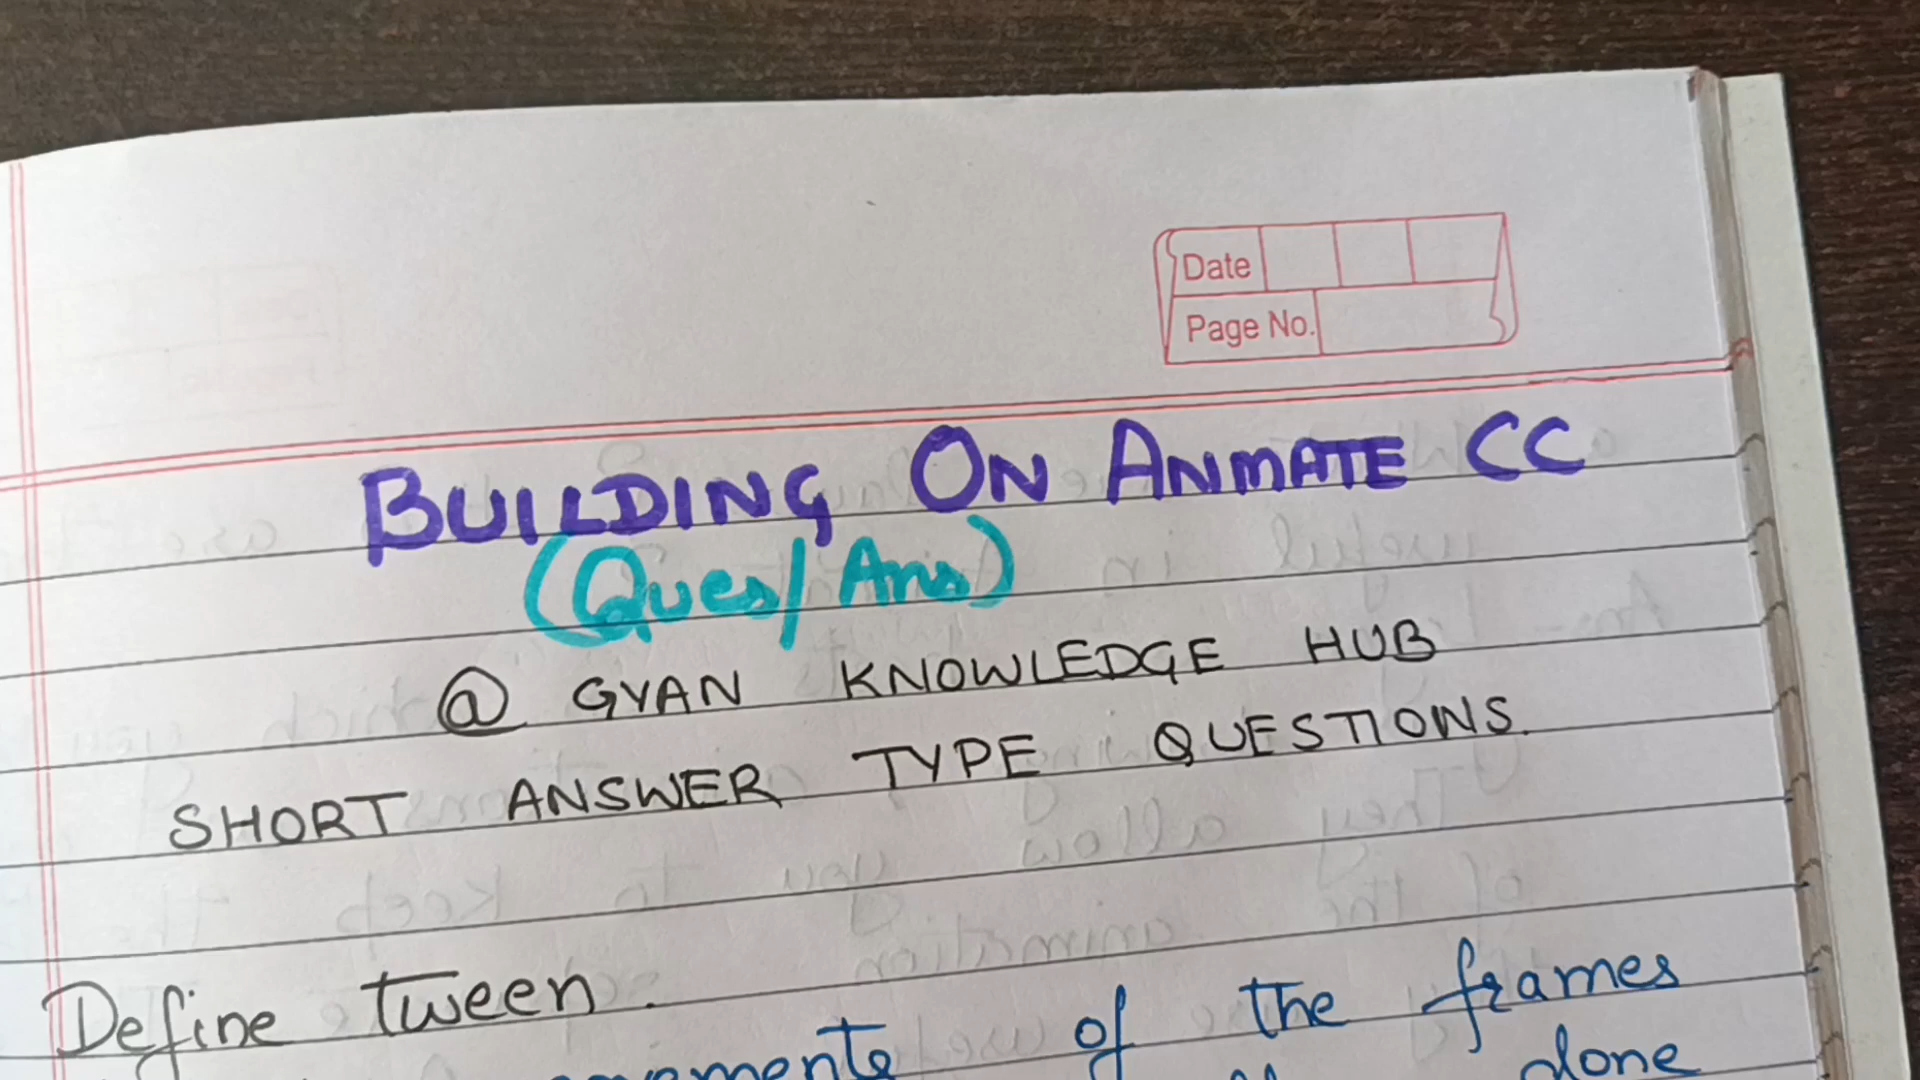 Date
Page No.
BUILDING ON ANMATE CC
(Ques/Ans)
@ GYAN KNOWLEDGE HUB
SHORT ANSWER TYPE QUESTIONS.
Define tween.
of the frames
done